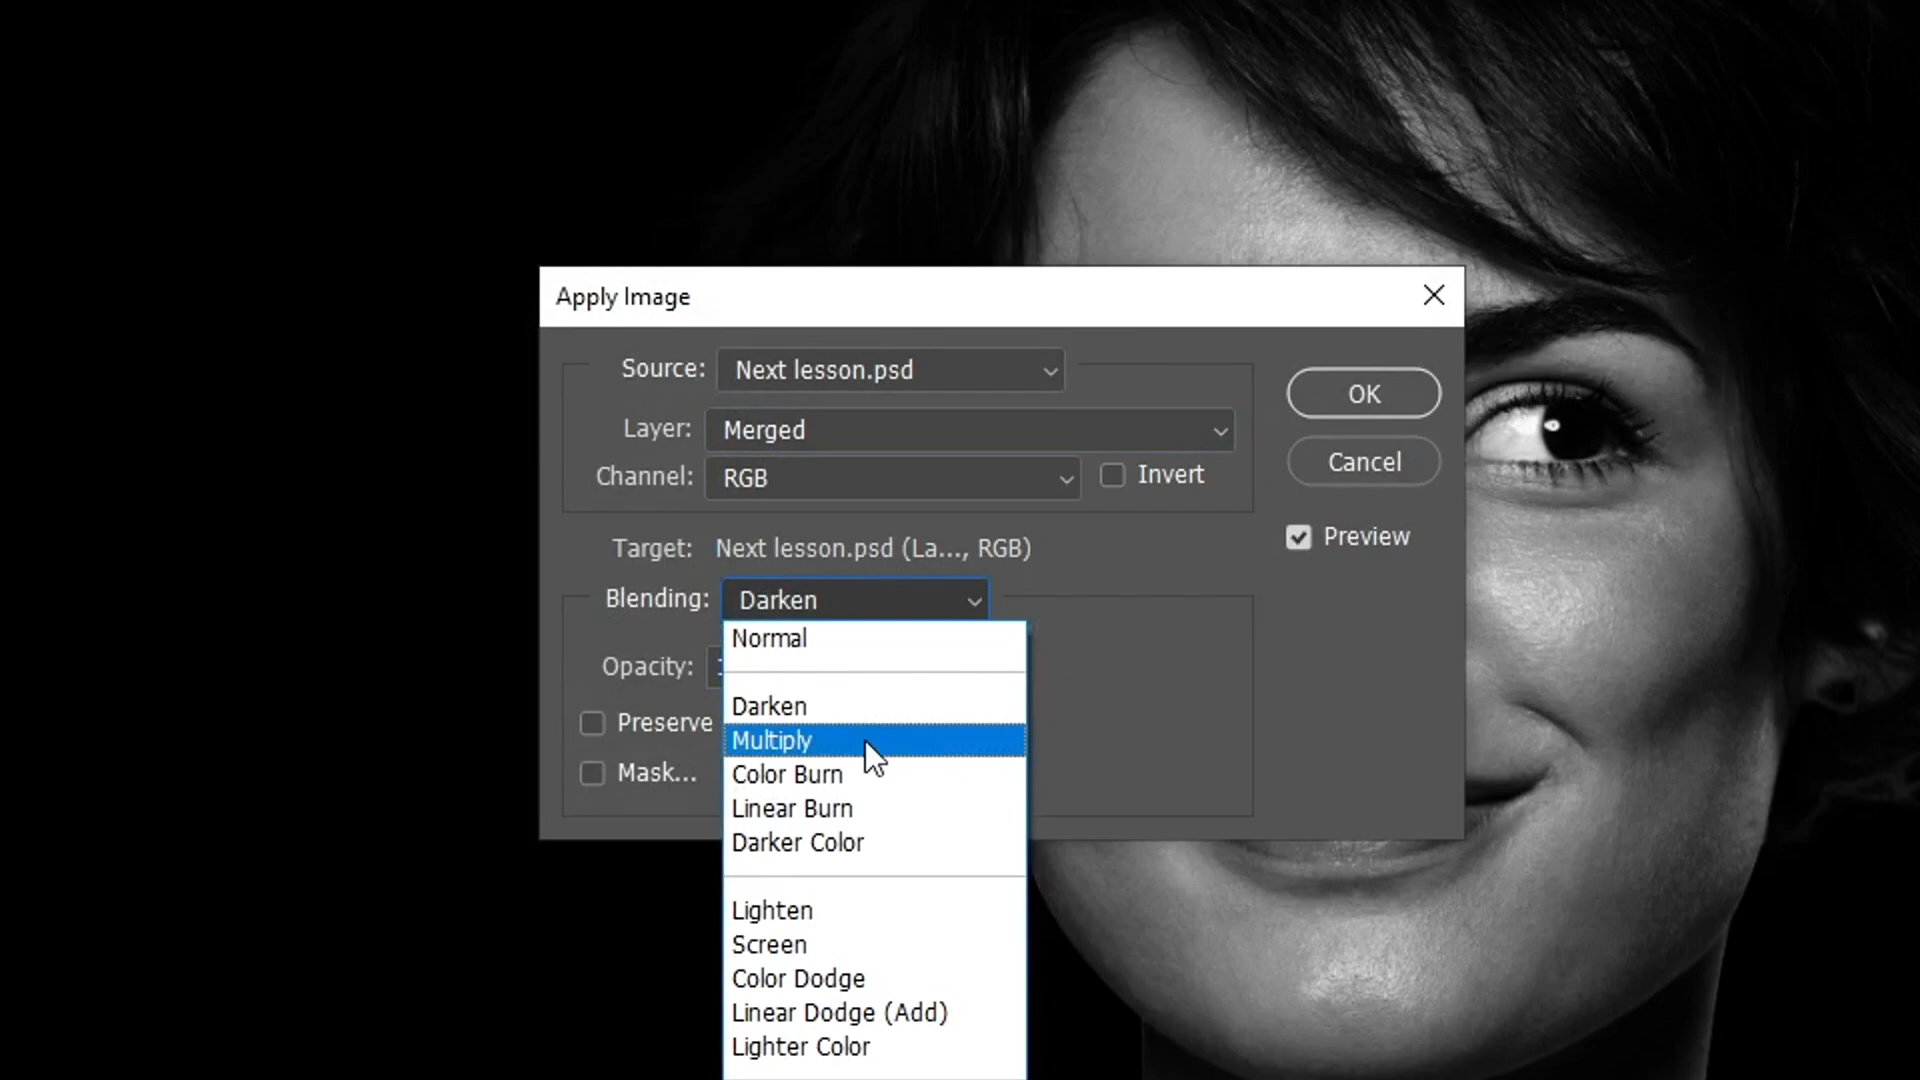 Apply Image
Source: Next lesson.psd
Layer: Merged
Channel: RGB
Invert
OK
Cancel
Preview
Target: Next lesson.psd (La..., RGB)
Blending: Darken
Opacity:
Preserve
Mask...
Normal
Darken
Multiply
Color Burn
Linear Burn
Darker Color
Lighten
Screen
Color Dodge
Linear Dodge (Add)
Lighter Color